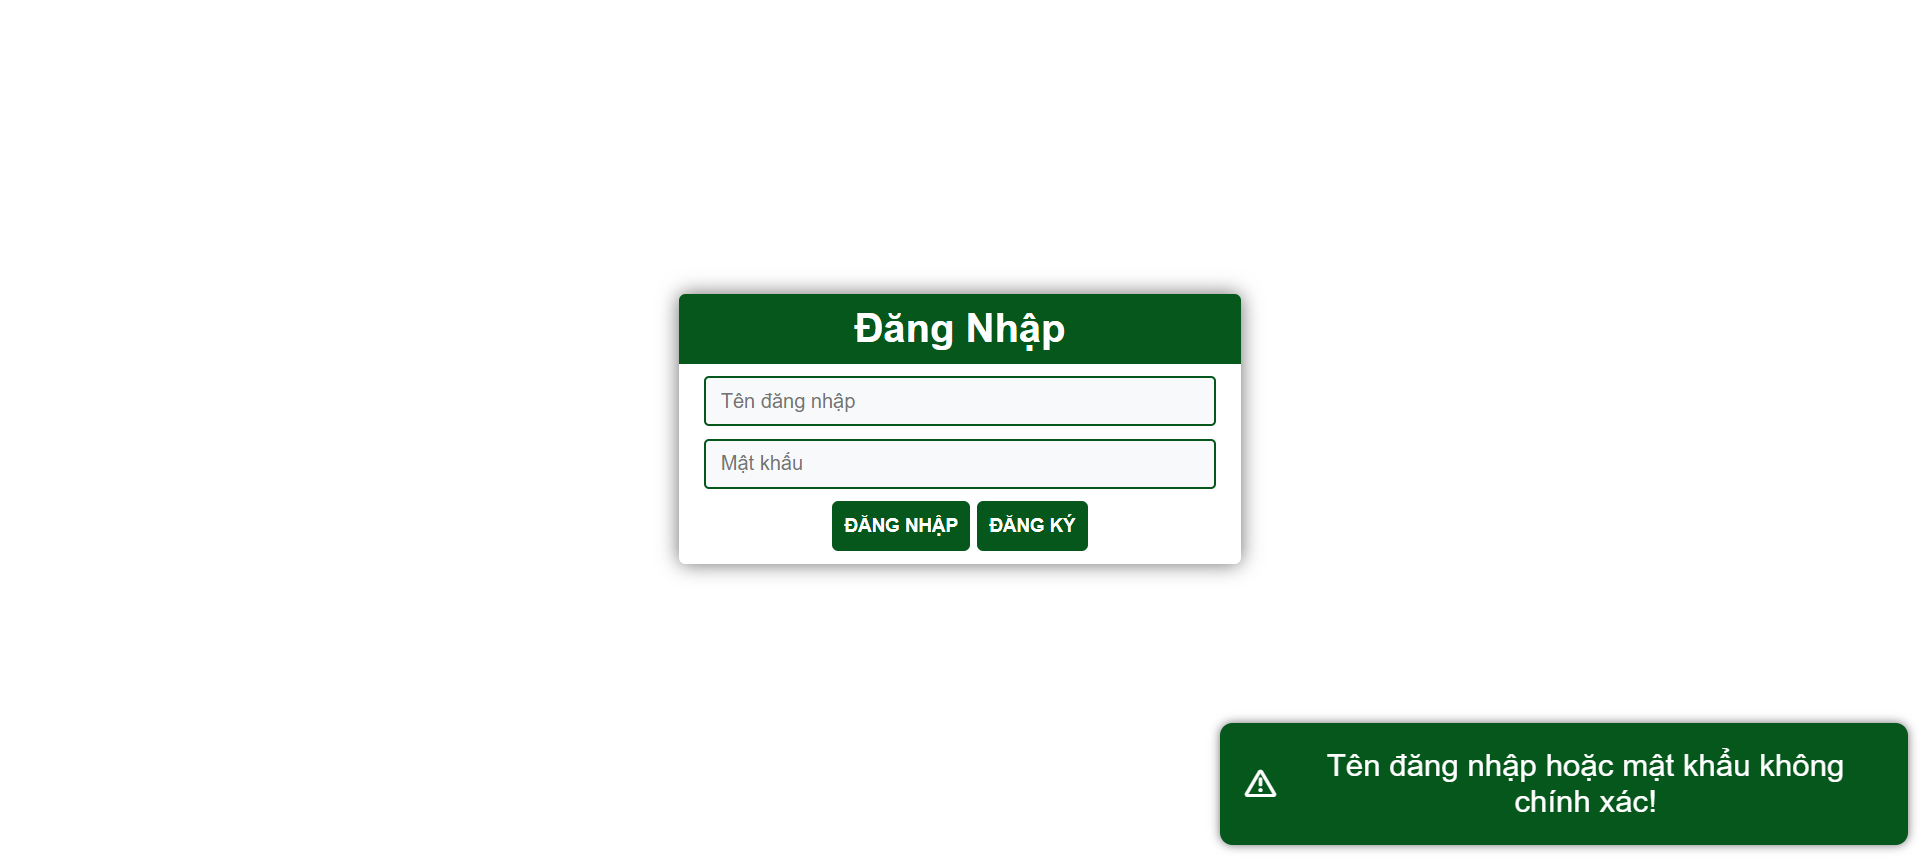 Đăng Nhập
Tên đăng nhập
Mật khẩu
ĐĂNG NHẬP ĐĂNG KÝ
Tên đăng nhập hoặc mật khẩu không
chính xác!